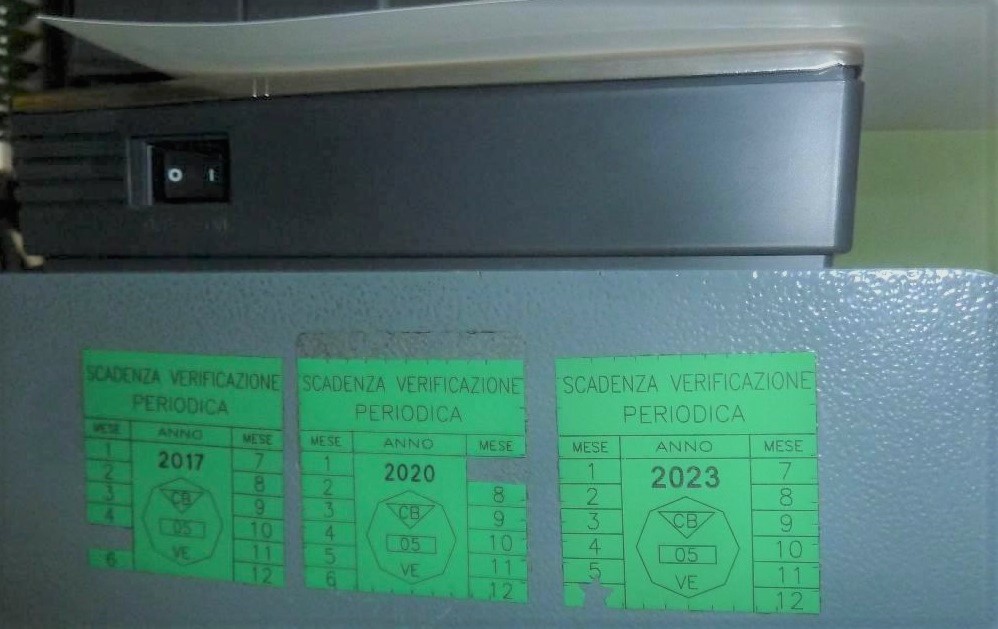 O I
SCADENZA VERIFICAZIONE
PERIODICA
MESE ANNO MESE
2017
1 7
2 8
3 9
4 10
11
6 12
CB
05
VE
SCADENZA VERIFICAZIONE
PERIODICA
MESE ANNO MESE
2020
1
2 8
3 9
4 10
5 11
6 12
CB
05
VE
SCADENZA VERIFICAZIONE
PERIODICA
MESE ANNO MESE
2023
1 7
2 8
3 9
4 10
5 11
12
CB
05
VE